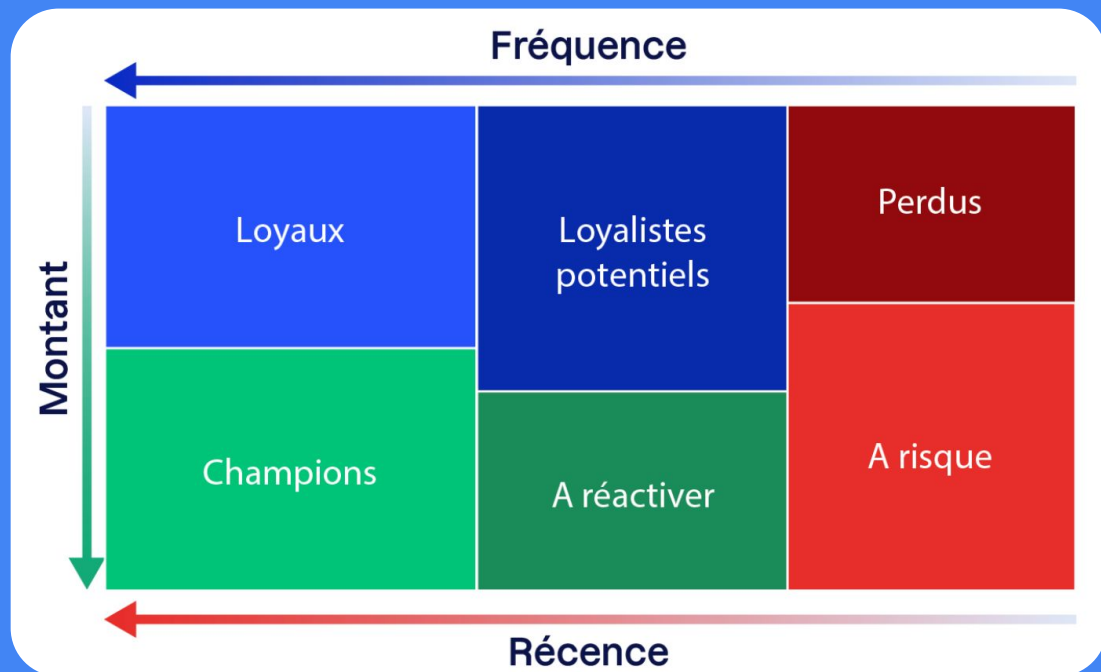 Fréquence
Montant
Loyaux
Loyalistes
potentiels
Perdus
Champions
A réactiver
A risque
Récence